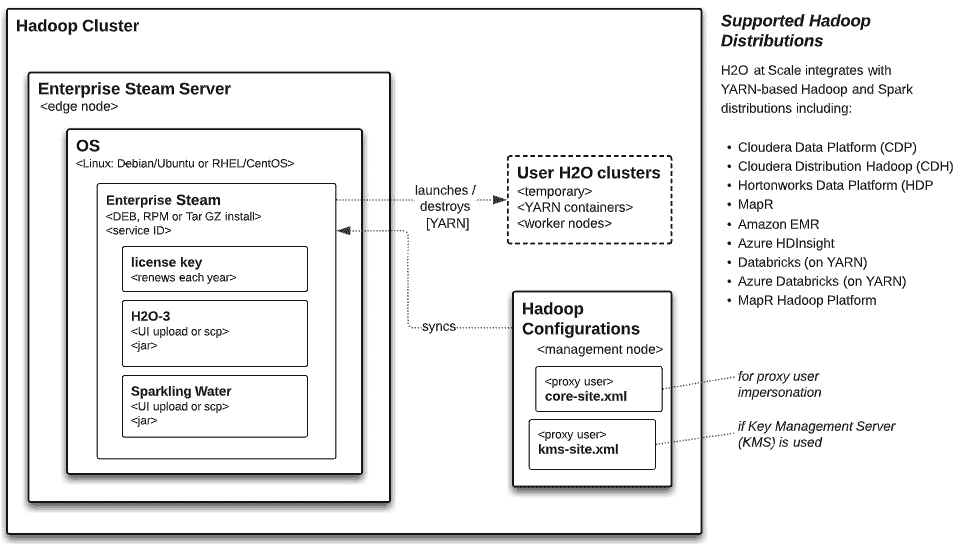 Hadoop Cluster
Enterprise Steam Server
<edge node>
OS
<Linux: Debian/Ubuntu or RHEL/CentOS>
Enterprise Steam
<DEB, RPM or Tar GZ install>
<service ID>
license key
<renews each year>
H2O-3
<UI upload or scp>
<jar>
Sparkling Water
<UI upload or scp>
<jar>
launches /
destroys
[YARN]
syncs
User H2O clusters
<temporary>
<YARN containers>
<worker nodes>
Hadoop
Configurations
<management node>
<proxy user>
core-site.xml
<proxy user>
kms-site.xml
Supported Hadoop
Distributions
H2O at Scale integrates with
YARN-based Hadoop and Spark
distributions including:
• Cloudera Data Platform (CDP)
• Cloudera Distribution Hadoop (CDH)
• Hortonworks Data Platform (HDP
• MapR
• Amazon EMR
• Azure HDInsight
• Databricks (on YARN)
• Azure Databricks (on YARN)
• MapR Hadoop Platform
for proxy user
impersonation
if Key Management Server
(KMS) is used